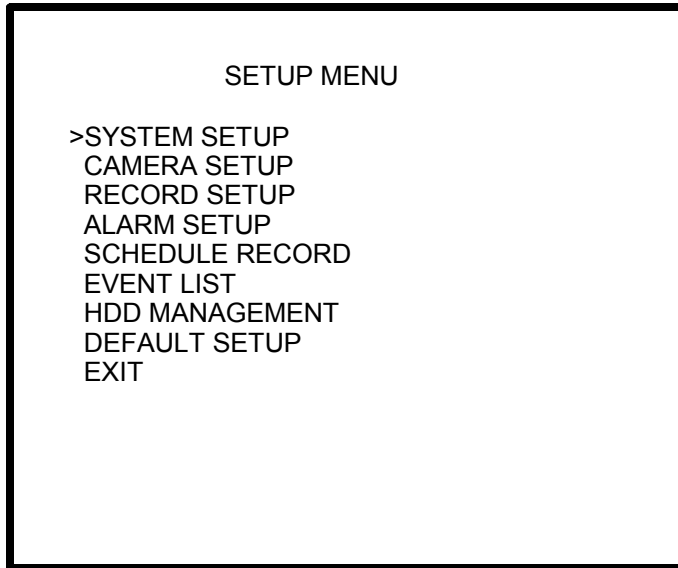 SETUP MENU
>SYSTEM SETUP
CAMERA SETUP
RECORD SETUP
ALARM SETUP
SCHEDULE RECORD
EVENT LIST
HDD MANAGEMENT
DEFAULT SETUP
EXIT